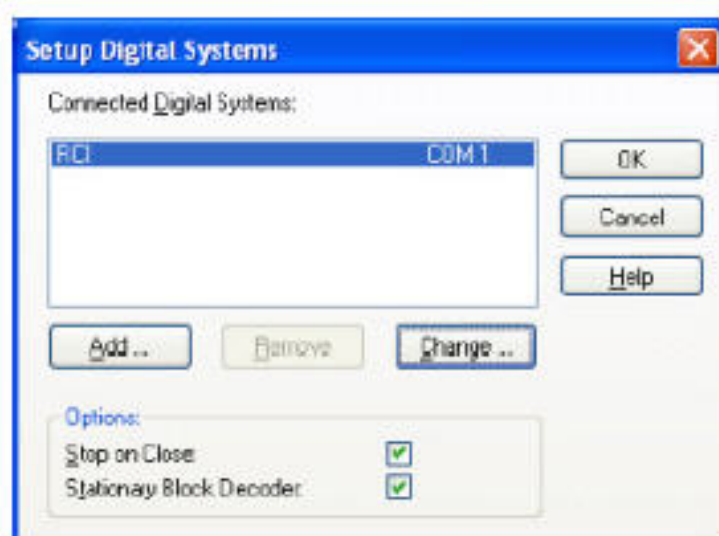 Setup Digital Systems
Connected Digital Systems:
RCI COM 1
OK
Cancel
Help
Add ...
Remove
Change ...
Options:
Stop on Close:
Stationary Block Decoder: